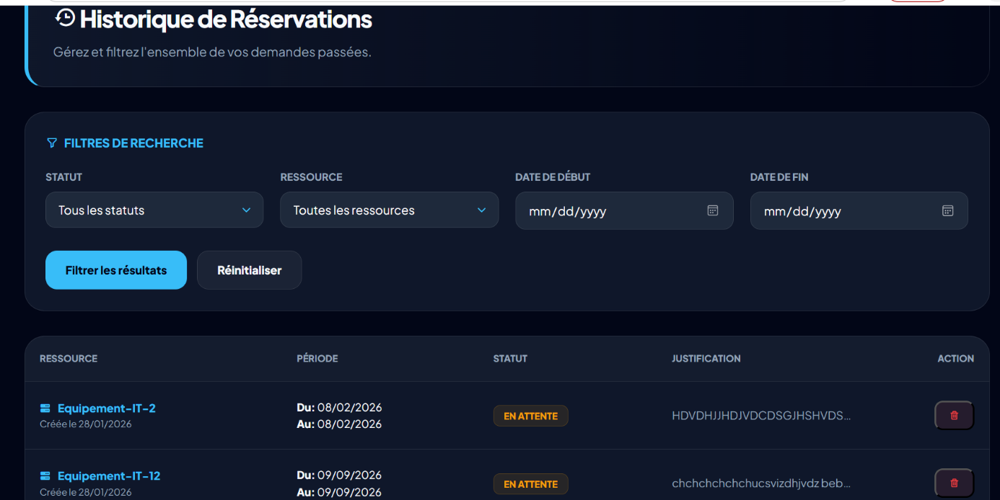 Historique de Réservations
Gérez et filtrez l'ensemble de vos demandes passées.
FILTRES DE RECHERCHE
STATUT RESSOURCE DATE DE DÉBUT DATE DE FIN
Tous les statuts Toutes les ressources mm/dd/yyyy mm/dd/yyyy
Filtrer les résultats Réinitialiser
RESSOURCE PÉRIODE STATUT JUSTIFICATION ACTION
Equipement-IT-2
Créée le 28/01/2026
Du: 08/02/2026
Au: 08/02/2026
EN ATTENTE
HDVDHJJHDJVDCDSGJHSHVDS...
Equipement-IT-12
Créée le 28/01/2026
Du: 09/09/2026
Au: 09/09/2026
EN ATTENTE
chchchchchchucsvizdhjvdz beb...